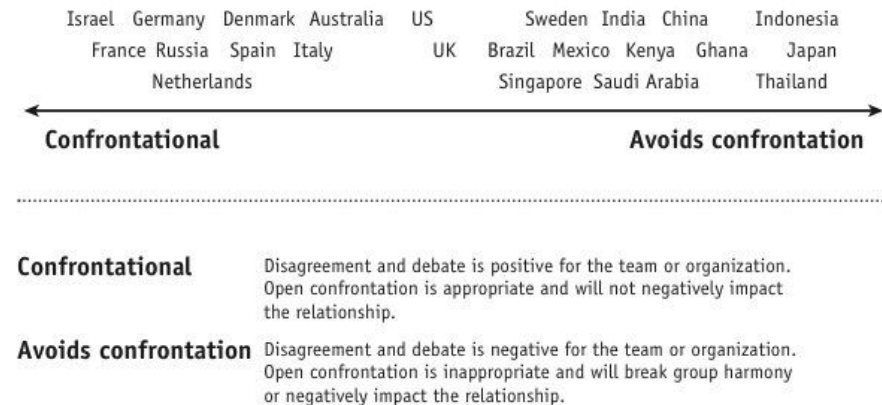 Israel Germany Denmark Australia US Sweden India China Indonesia
France Russia Spain Italy UK Brazil Mexico Kenya Ghana Japan
Netherlands Singapore Saudi Arabia Thailand
Confrontational Avoids confrontation
Confrontational Disagreement and debate is positive for the team or organization.
Open confrontation is appropriate and will not negatively impact
the relationship.
Avoids confrontation Disagreement and debate is negative for the team or organization.
Open confrontation is inappropriate and will break group harmony
or negatively impact the relationship.